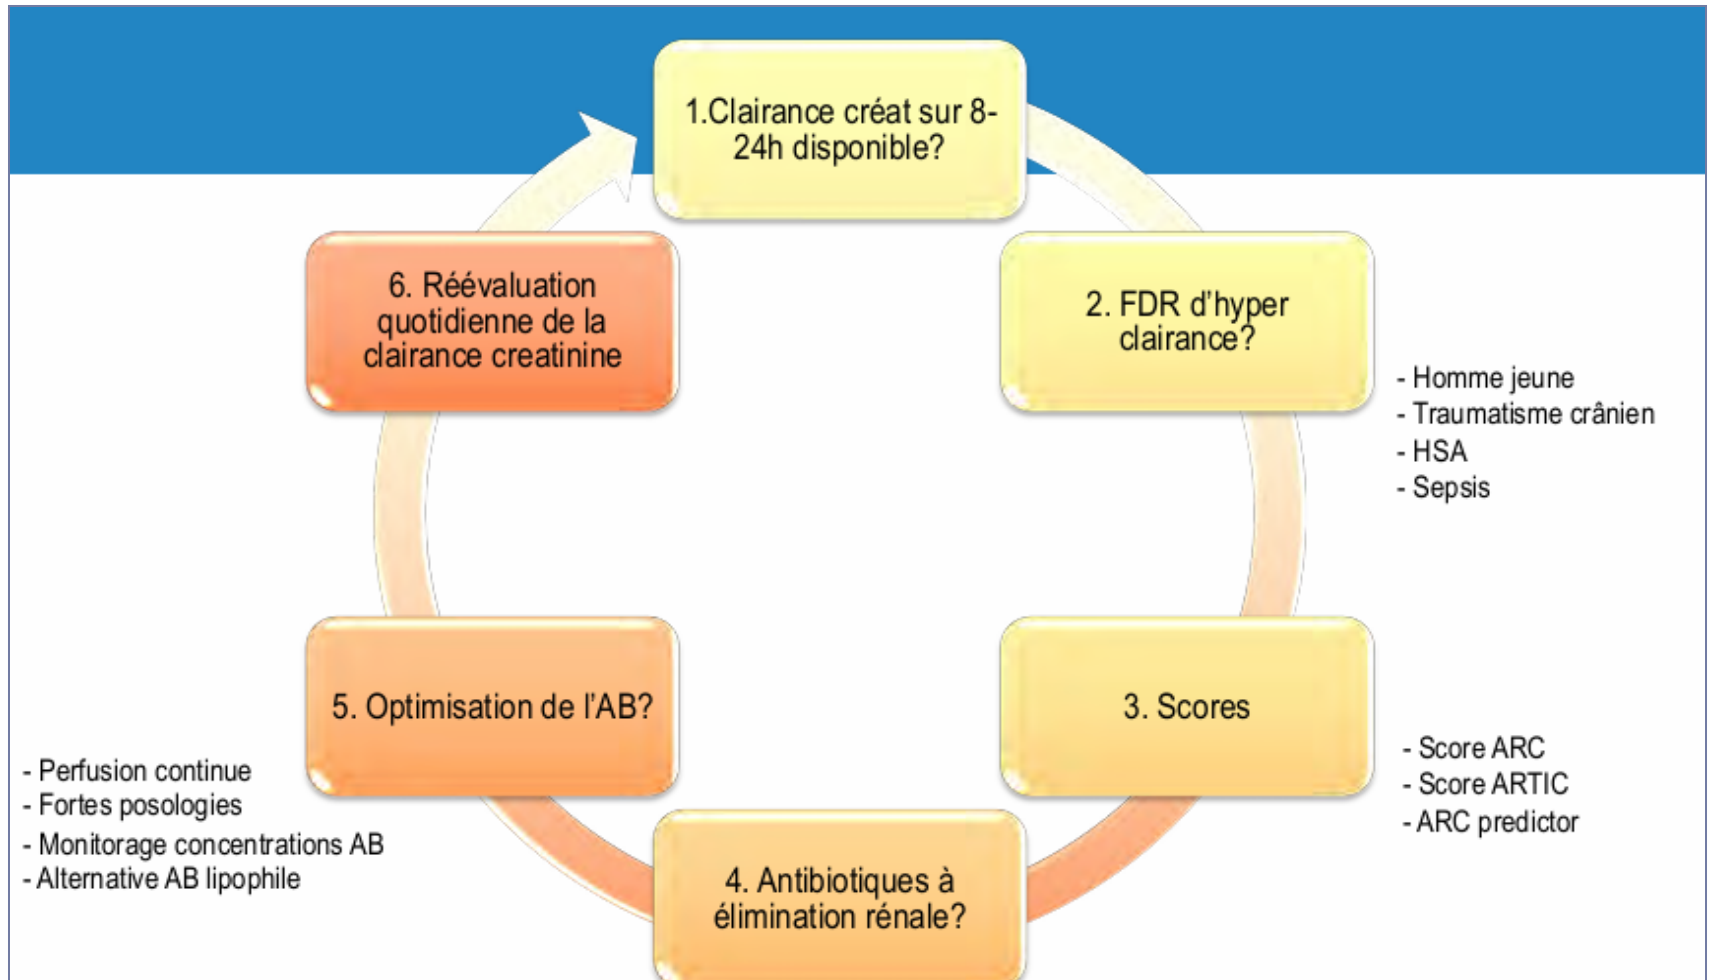 1.Clairance créat sur 8-
24h disponible?
2. FDR d'hyper
clairance?
- Homme jeune
- Traumatisme crânien
- HSA
- Sepsis
3. Scores
- Score ARC
- Score ARTIC
- ARC predictor
4. Antibiotiques à
élimination rénale?
5. Optimisation de l'AB?
- Perfusion continue
- Fortes posologies
- Monitorage concentrations AB
- Alternative AB lipophile
6. Réévaluation
quotidienne de la
clairance creatinine